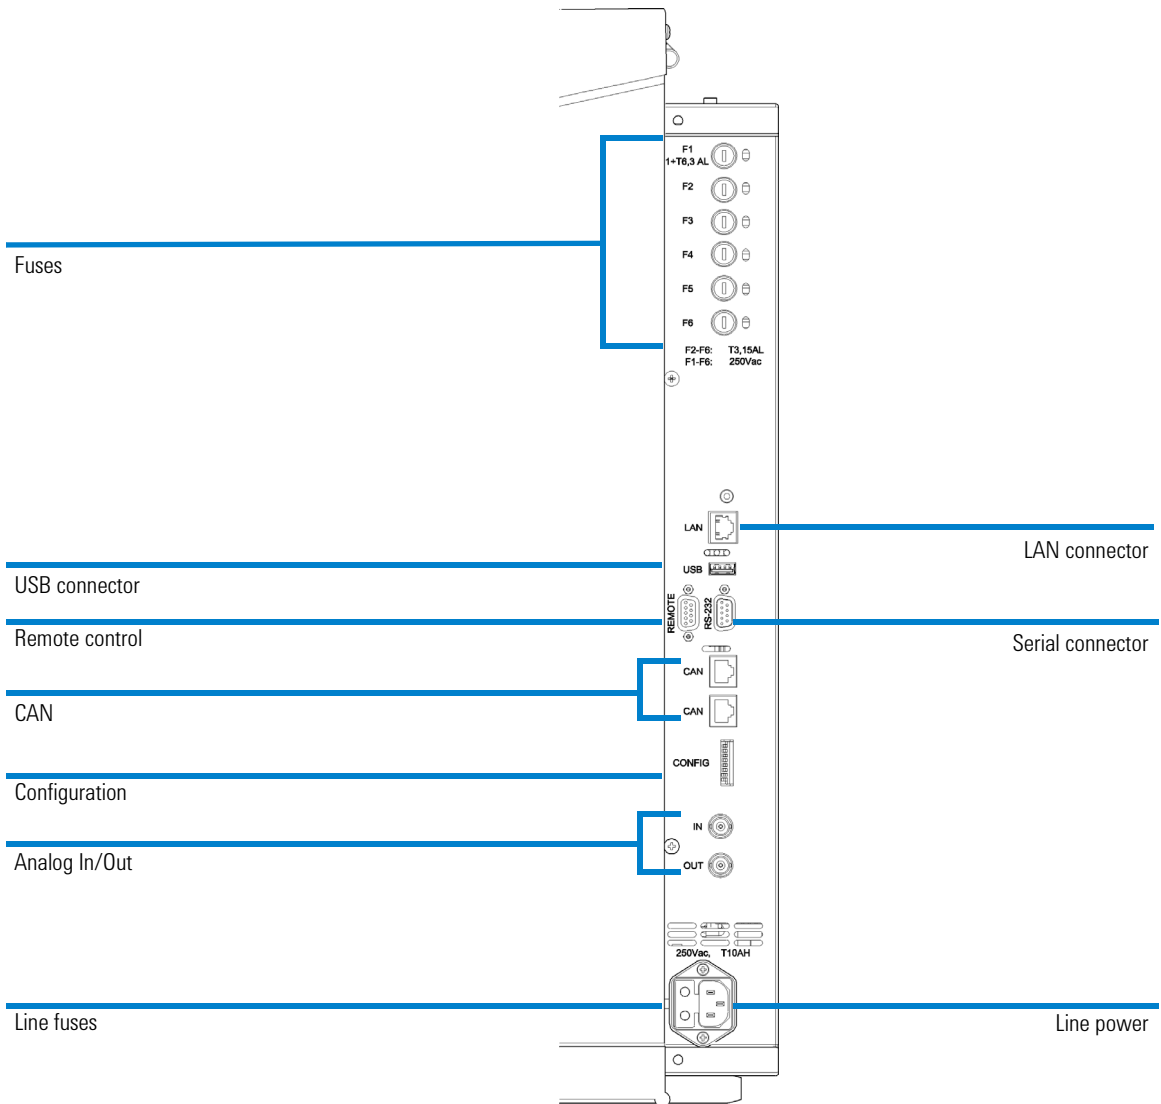 F1
1+T6,3 AL
F2
F3
Fuses
F4
F5
F6
F2-F6: T3,15AL
F1-F6: 250Vac
LAN
LAN connector
USB
USB connector
REMOTE
RS-232
Remote control
Serial connector
CAN
CAN
CAN
CONFIG
Configuration
IN
Analog In/Out
OUT
250Vac, T10AH
Line fuses
Line power